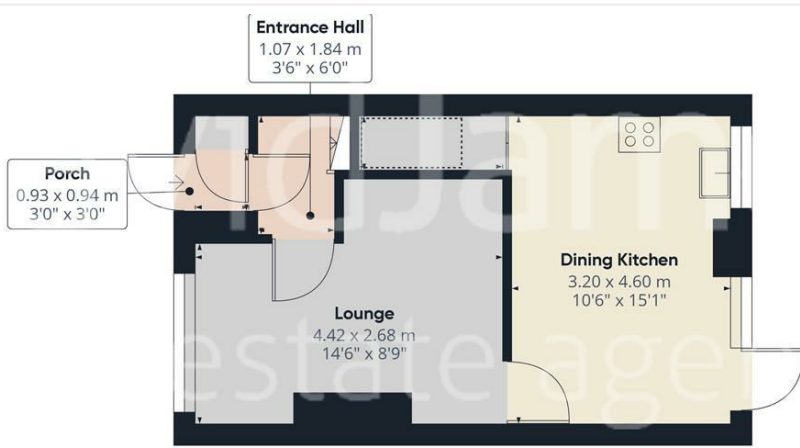 Entrance Hall
1.07 x 1.84 m
3'6" x 6'0"
Porch
0.93 x 0.94 m
3'0" x 3'0"
Dining Kitchen
3.20 x 4.60 m
10'6" x 15'1"
Lounge
4.42 x 2.68 m
14'6" x 8'9"
estate age